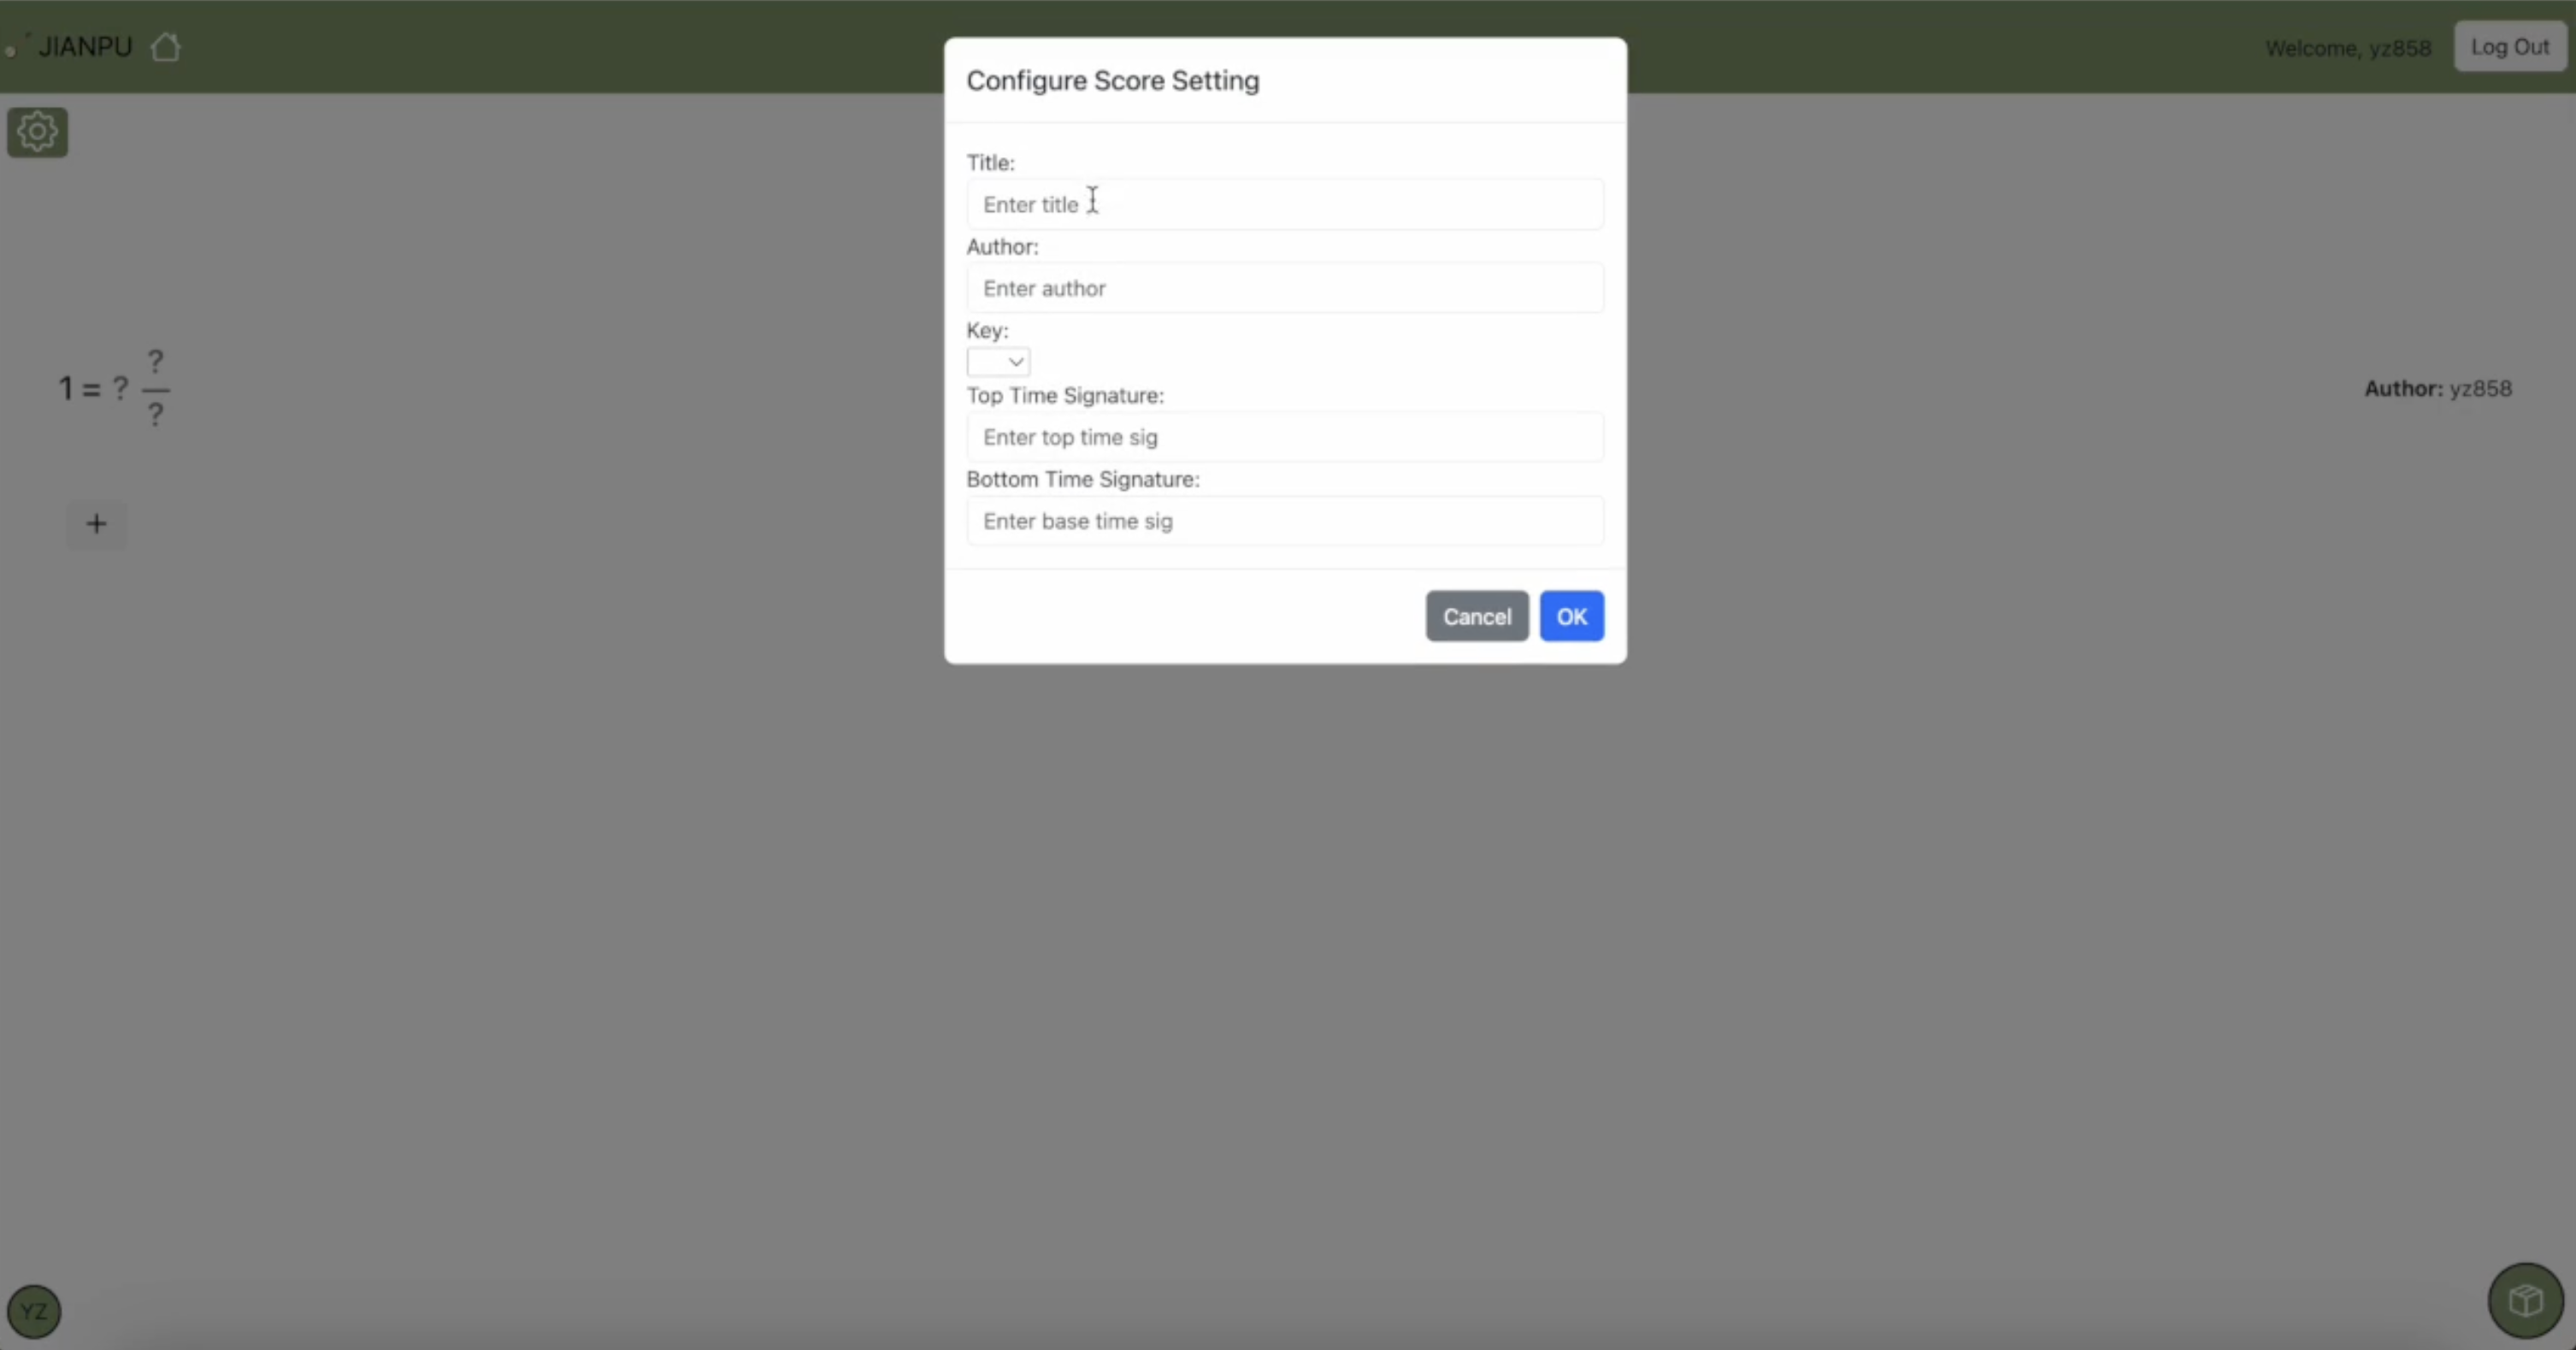 JIANPU
Welcome, yz858
Log Out
Configure Score Setting
Title:
Enter title
Author:
Enter author
Key:
Top Time Signature:
Enter top time sig
Bottom Time Signature:
Enter base time sig
Cancel
OK
1 = ? ?
?
Author: yz858
+
YZ